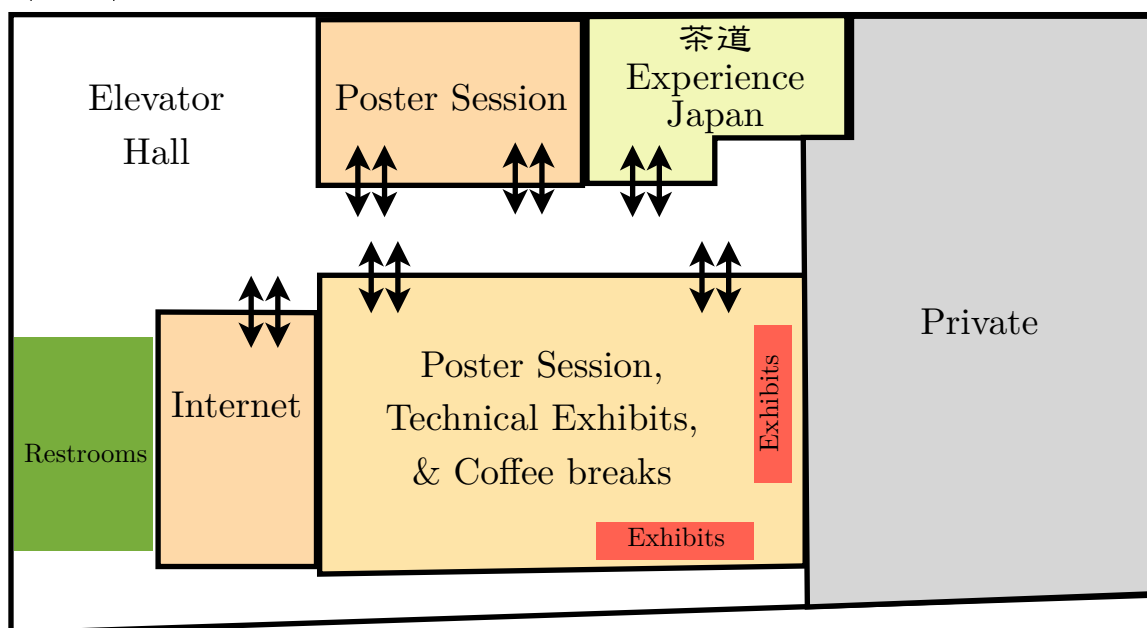 Elevator
Hall
Poster Session
茶道
Experience
Japan
Private
Restrooms
Internet
Poster Session,
Technical Exhibits,
& Coffee breaks
Exhibits
Exhibits